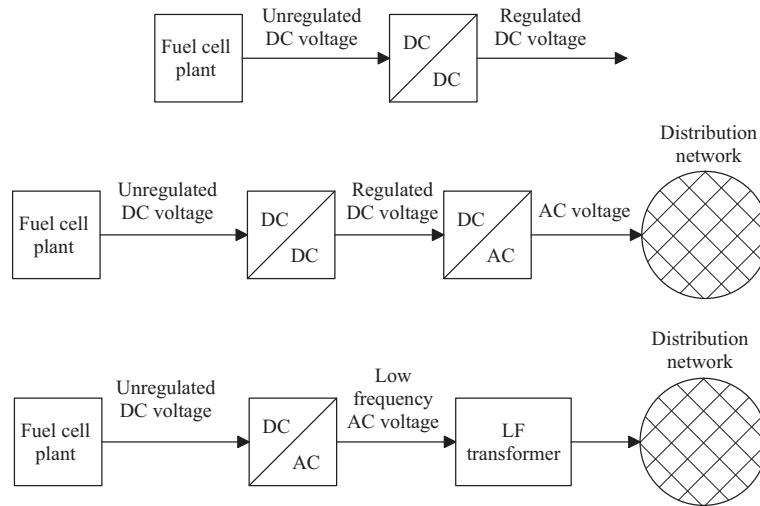 Unregulated
DC voltage
Regulated
DC voltage
Fuel cell
plant
DC
DC
Distribution
network
Unregulated
DC voltage
Regulated
DC voltage
AC voltage
Fuel cell
plant
DC
DC
DC
AC
Distribution
network
Unregulated
DC voltage
Low
frequency
AC voltage
Fuel cell
plant
DC
AC
LF
transformer